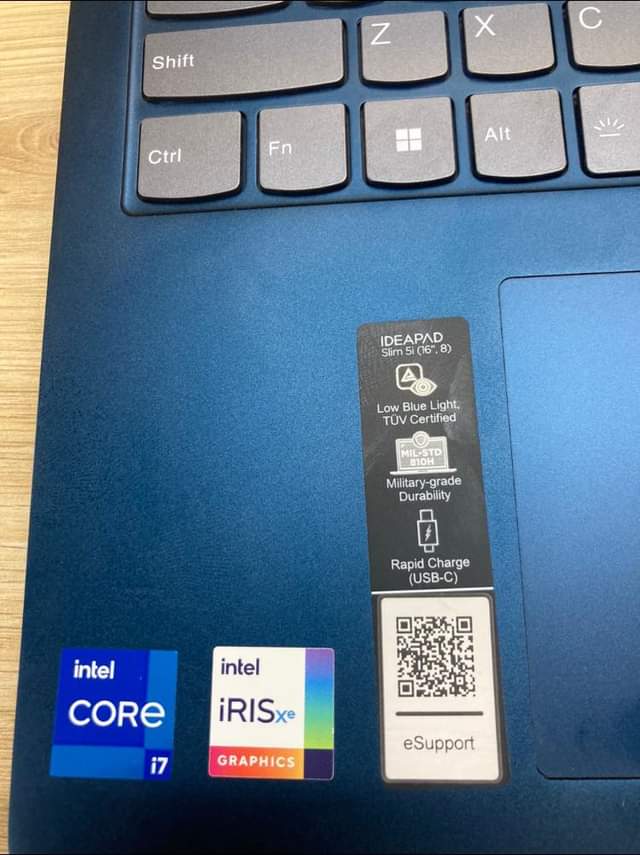 Shift
Z
X
C
Ctrl
Fn
Alt
IDEAPAD
Slim 5i (16", 8)
Low Blue Light,
TÜV Certified
MIL-STD
810H
Military-grade
Durability
Rapid Charge
(USB-C)
eSupport
intel
CORe
i7
intel
iRISxe
GRAPHICS